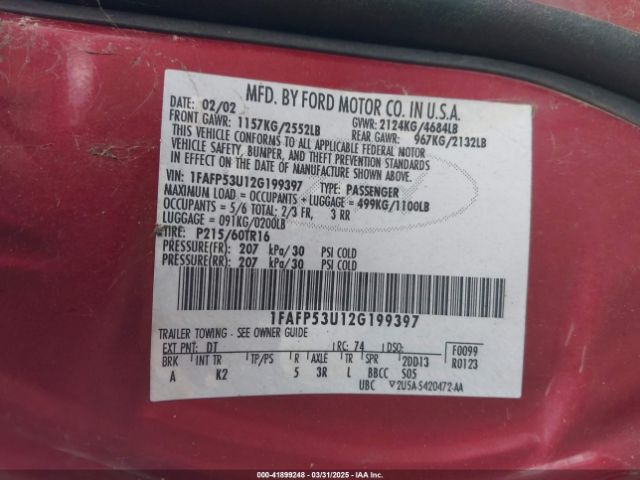 MFD. BY FORD MOTOR CO. IN U.S.A.
DATE: 02/02 GVWR: 2124KG/4684LB
FRONT GAWR: 1157KG/2552LB REAR GAWR: 967KG/2132LB
THIS VEHICLE CONFORMS TO ALL APPLICABLE FEDERAL MOTOR
VEHICLE SAFETY, BUMPER, AND THEFT PREVENTION STANDARDS
IN EFFECT ON THE DATE OF MANUFACTURE SHOWN ABOVE.
VIN: 1FAFP53U12G199397 TYPE: PASSENGER
MAXIMUM LOAD = OCCUPANTS + LUGGAGE = 499KG/1100LB
OCCUPANTS: 5/6 TOTAL: 2/3 FR, 3 RR
LUGGAGE = 091KG/0200LB
TIRE: P215/60TR16
PRESSURE(FR) 207 kPa/30 PSI COLD
PRESSURE(RR) 207 kPa/30 PSI COLD
1FAFP53U12G199397
TRAILER TOWING - SEE OWNER GUIDE
EXT PNT: DT RC: 74 DSO: F0099
BRK INT TR TP/PS R AXLE TR SPR 2DD13 R0123
A K2 5 3R L BBCC S05
UBC ▽2U5A-5420472-AA
000-41899248 - 03/31/2025 - IAAI.COM